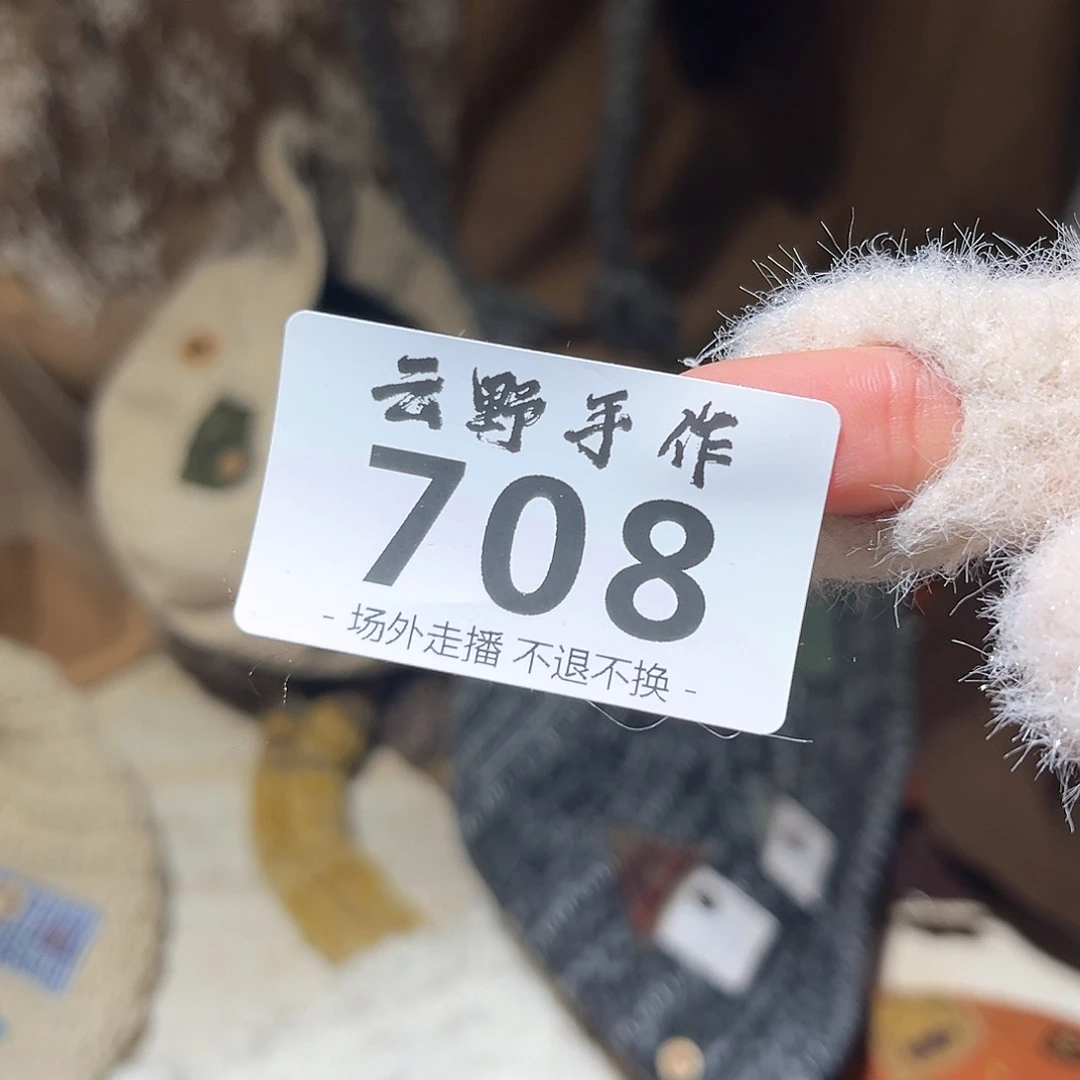 云野手作
708
- 场外走播 不退不换 -